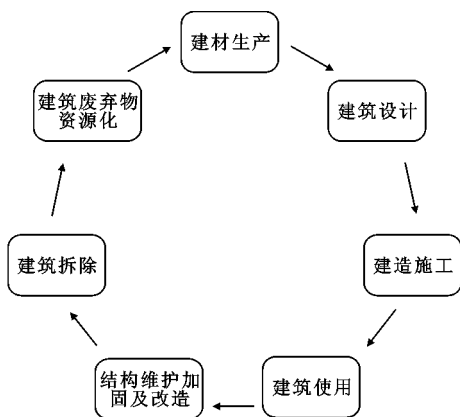 建材生产
建筑设计
建造施工
建筑使用
结构维护加
固及改造
建筑拆除
建筑废弃物
资源化